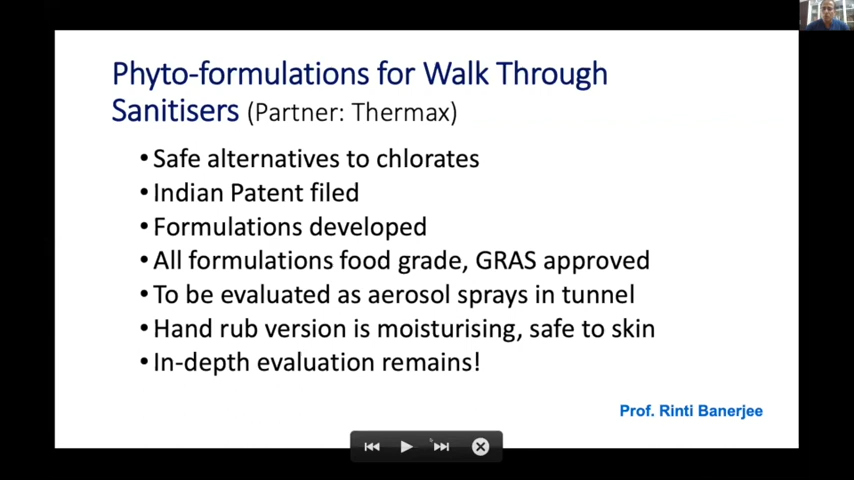 Phyto-formulations for Walk Through
Sanitisers (Partner: Thermax)
• Safe alternatives to chlorates
• Indian Patent filed
• Formulations developed
• All formulations food grade, GRAS approved
• To be evaluated as aerosol sprays in tunnel
• Hand rub version is moisturising, safe to skin
• In-depth evaluation remains!
Prof. Rinti Banerjee